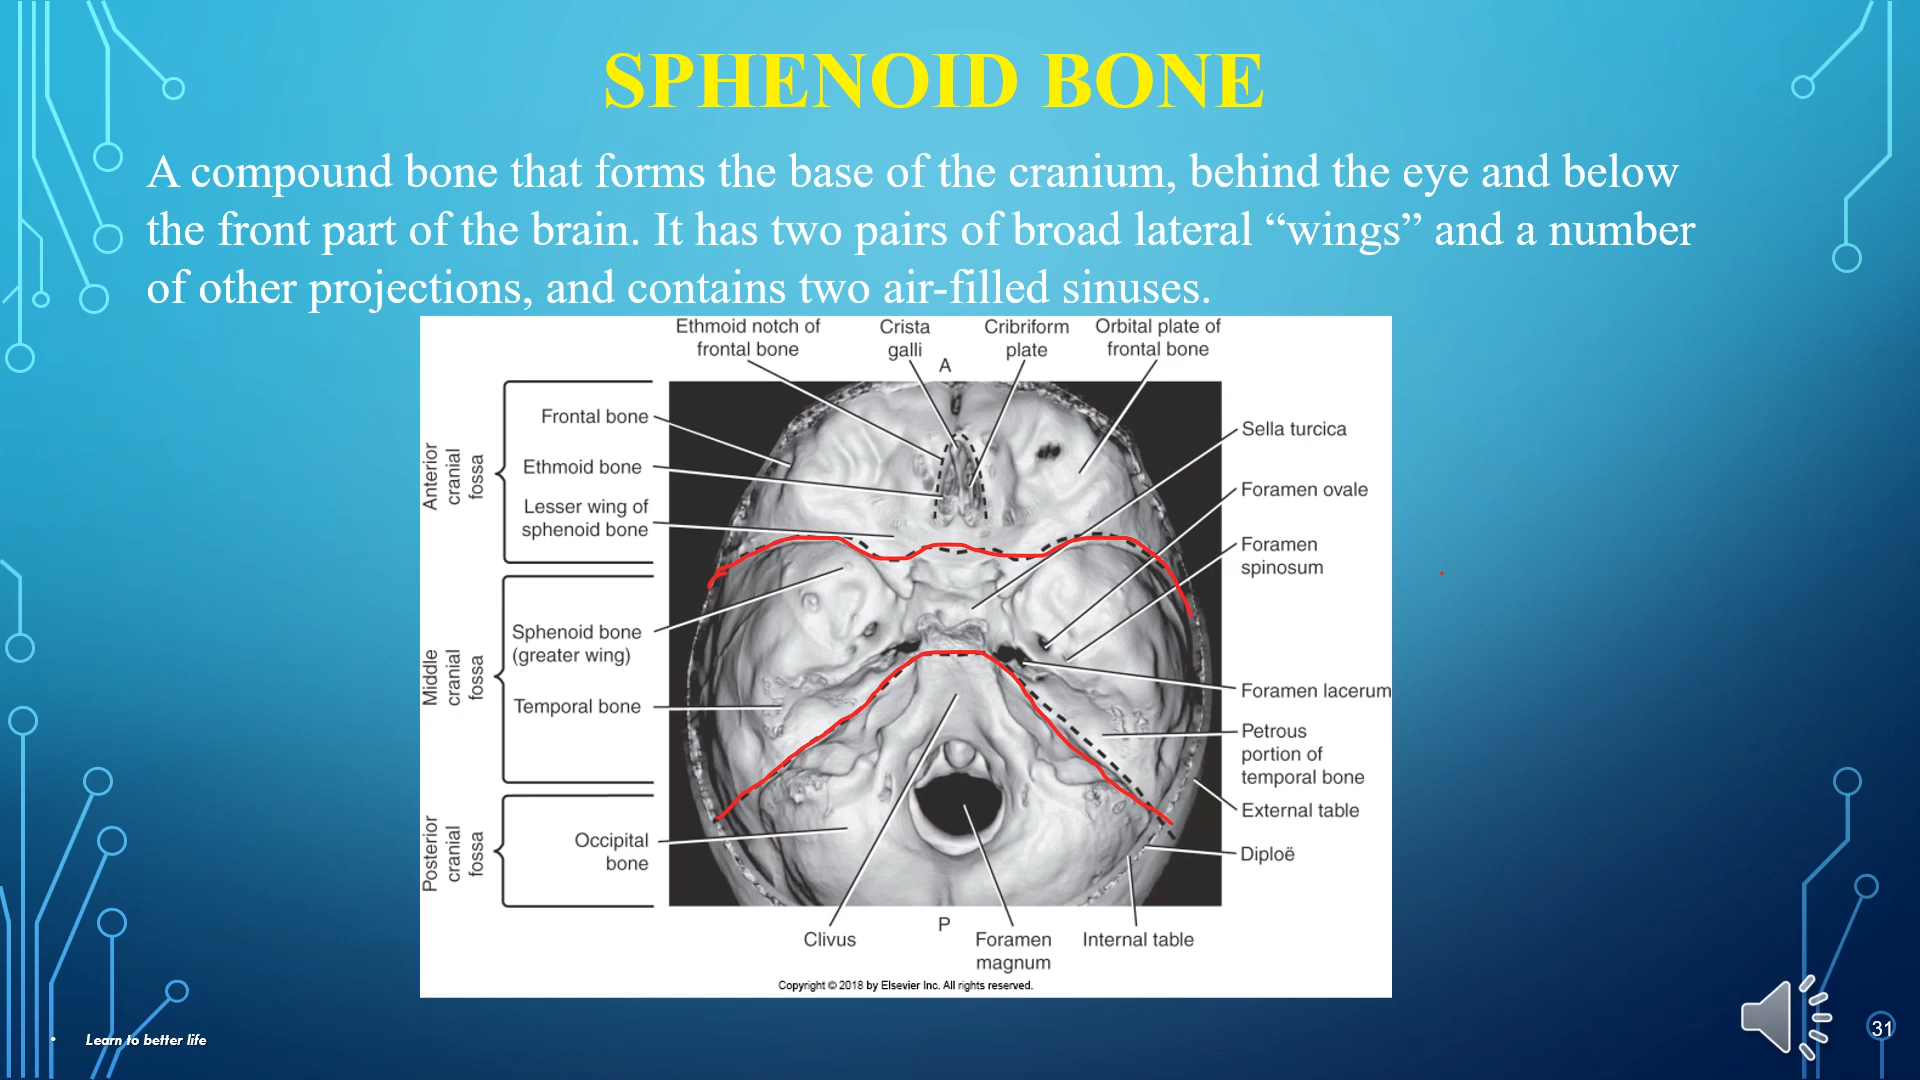 SPHENOID BONE
A compound bone that forms the base of the cranium, behind the eye and below
the front part of the brain. It has two pairs of broad lateral “wings” and a number
of other projections, and contains two air-filled sinuses.
Ethmoid notch of
frontal bone
Crista
galli
Cribriform
plate
Orbital plate of
frontal bone
A
Anterior
cranial
fossa
Frontal bone
Ethmoid bone
Lesser wing of
sphenoid bone
Middle
cranial
fossa
Sphenoid bone
(greater wing)
Temporal bone
Posterior
cranial
fossa
Occipital
bone
Sella turcica
Foramen ovale
Foramen
spinosum
Foramen lacerum
Petrous
portion of
temporal bone
External table
Diploë
Clivus
P
Foramen
magnum
Internal table
Copyright © 2018 by Elsevier Inc. All rights reserved.
• Learn to better life
31